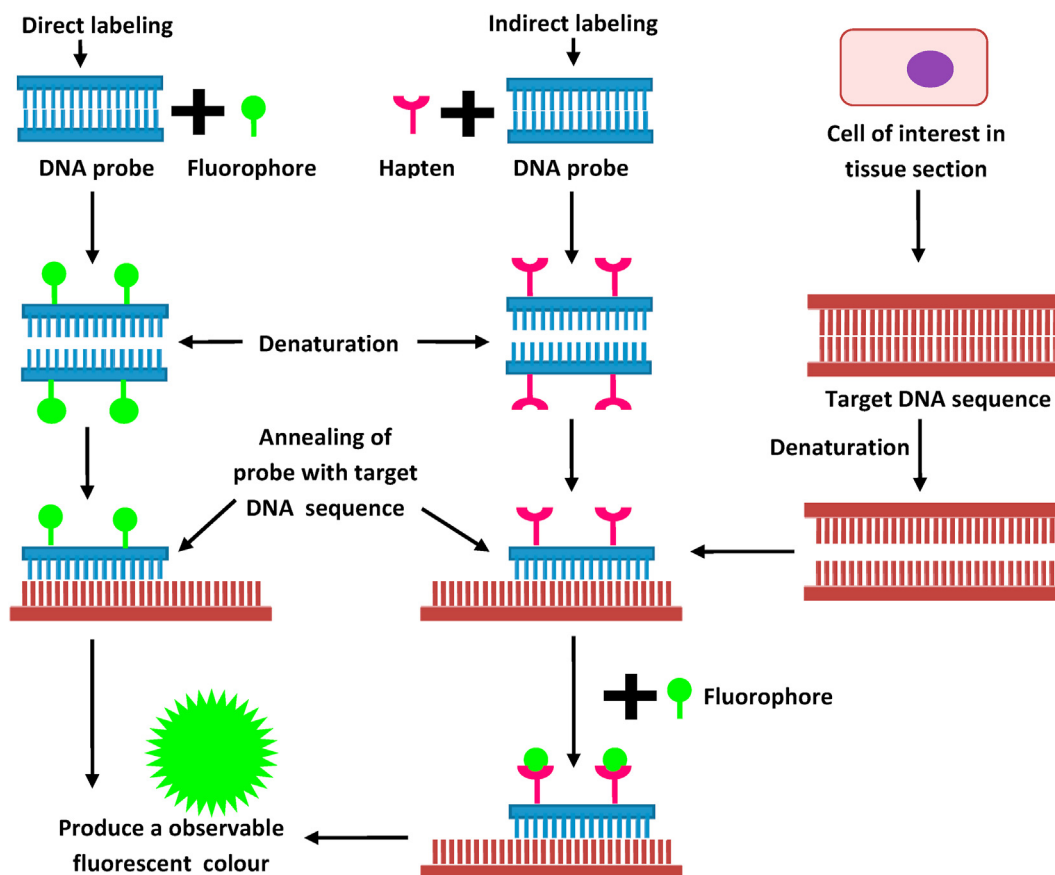 Direct labeling
Indirect labeling
DNA probe
Fluorophore
Hapten
DNA probe
Cell of interest in
tissue section
Denaturation
Target DNA sequence
Denaturation
Annealing of
probe with target
DNA sequence
Fluorophore
Produce a observable
fluorescent colour